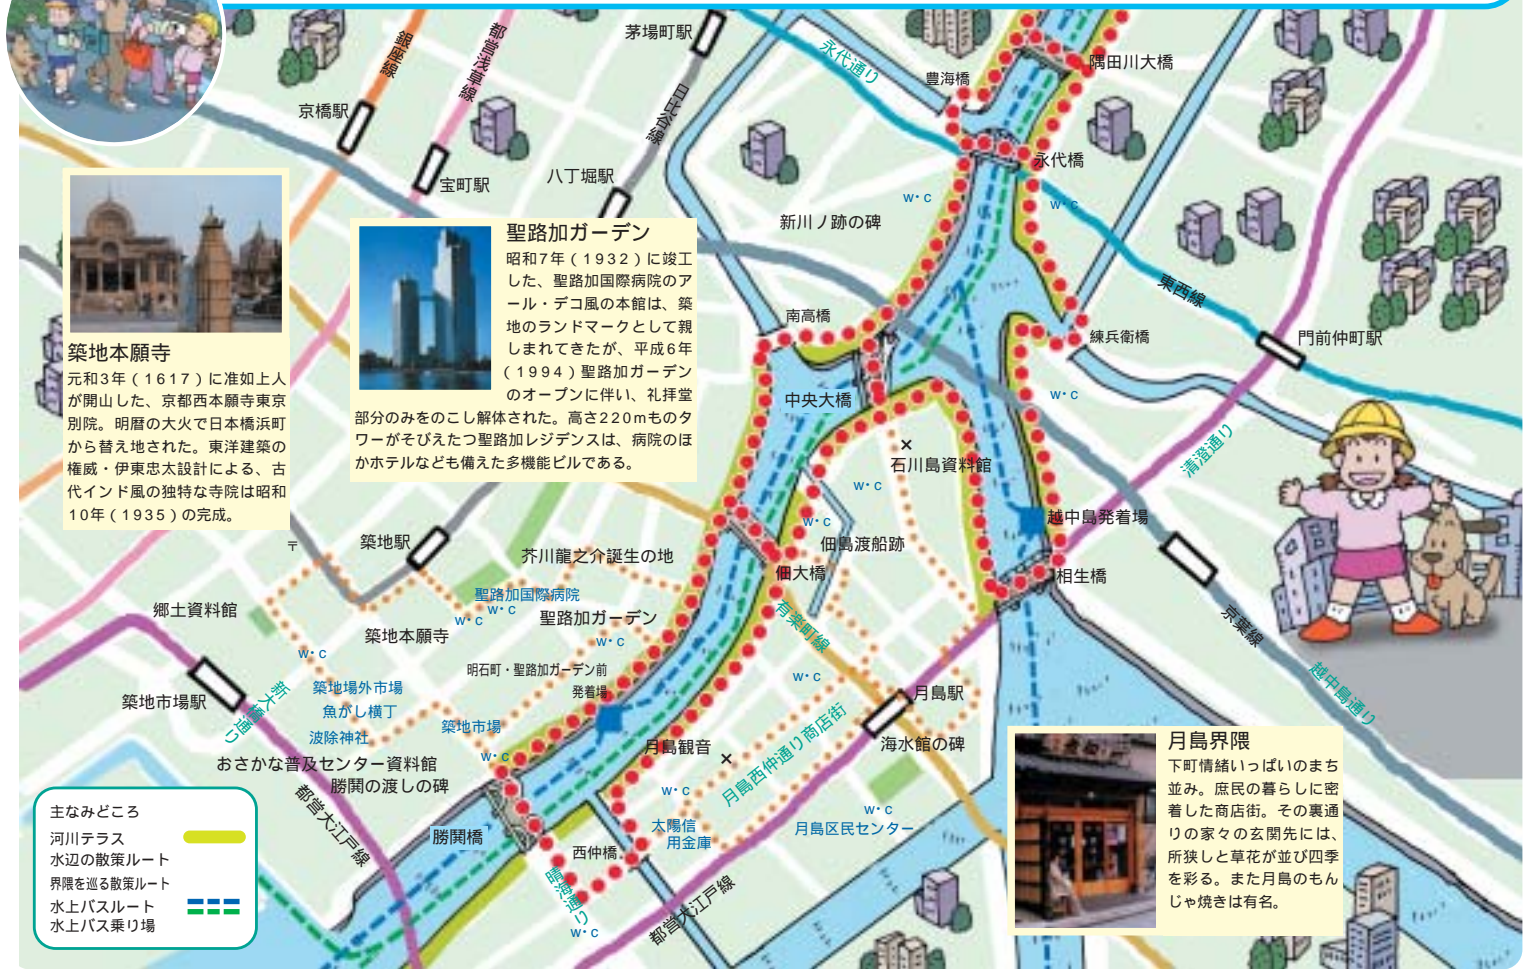 銀座線
都営浅草線
茅場町駅
永代通り
豊海橋
隅田川大橋
京橋駅
日比谷線
宝町駅
八丁堀駅
永代橋
W・C
W・C
新川ノ跡の碑
東西線
南高橋
練兵衛橋
門前仲町駅
中央大橋
W・C
清澄通り
石川島資料館
W・C
W・C
越中島発着場
佃島渡船跡
佃大橋
相生橋
京葉線
越中島通り
築地本願寺
元和3年(1617)に准如上人
が開山した、京都西本願寺東京
別院。明暦の大火で日本橋浜町
から替え地された。東洋建築の
権威・伊東忠太設計による、古
代インド風の独特な寺院は昭和
10年(1935)の完成。
聖路加ガーデン
昭和7年(1932)に竣工
した、聖路加国際病院のア
ール・デコ風の本館は、築
地のランドマークとして親
しまれてきたが、平成6年
(1994)聖路加ガーデン
のオープンに伴い、礼拝堂
部分のみをのこし解体された。高さ220mものタ
ワーがそびえたつ聖路加レジデンスは、病院のほ
かホテルなども備えた多機能ビルである。
〒
築地駅
芥川龍之介誕生の地
聖路加国際病院
W・C
W・C
郷土資料館
築地本願寺
聖路加ガーデン
W・C
W・C
有楽町線
明石町・聖路加ガーデン前
発着場
築地場外市場
魚がし横丁
波除神社
築地市場
W・C
築地市場駅
新大橋通り
おさかな普及センター資料館
勝鬨の渡しの碑
都営大江戸線
勝鬨橋
月島観音
W・C
W・C
月島西仲通り商店街
月島駅
海水館の碑
太陽信
用金庫
W・C
月島区民センター
西仲橋
晴海通り
W・C
都営大江戸線
月島界隈
下町情緒いっぱいのまち
並み。庶民の暮らしに密
着した商店街。その裏通
りの家々の玄関先には、
所狭しと草花が並び四季
を彩る。また月島のもん
じゃ焼きは有名。
主なみどころ
河川テラス
水辺の散策ルート
界隈を巡る散策ルート
水上バスルート
水上バス乗り場